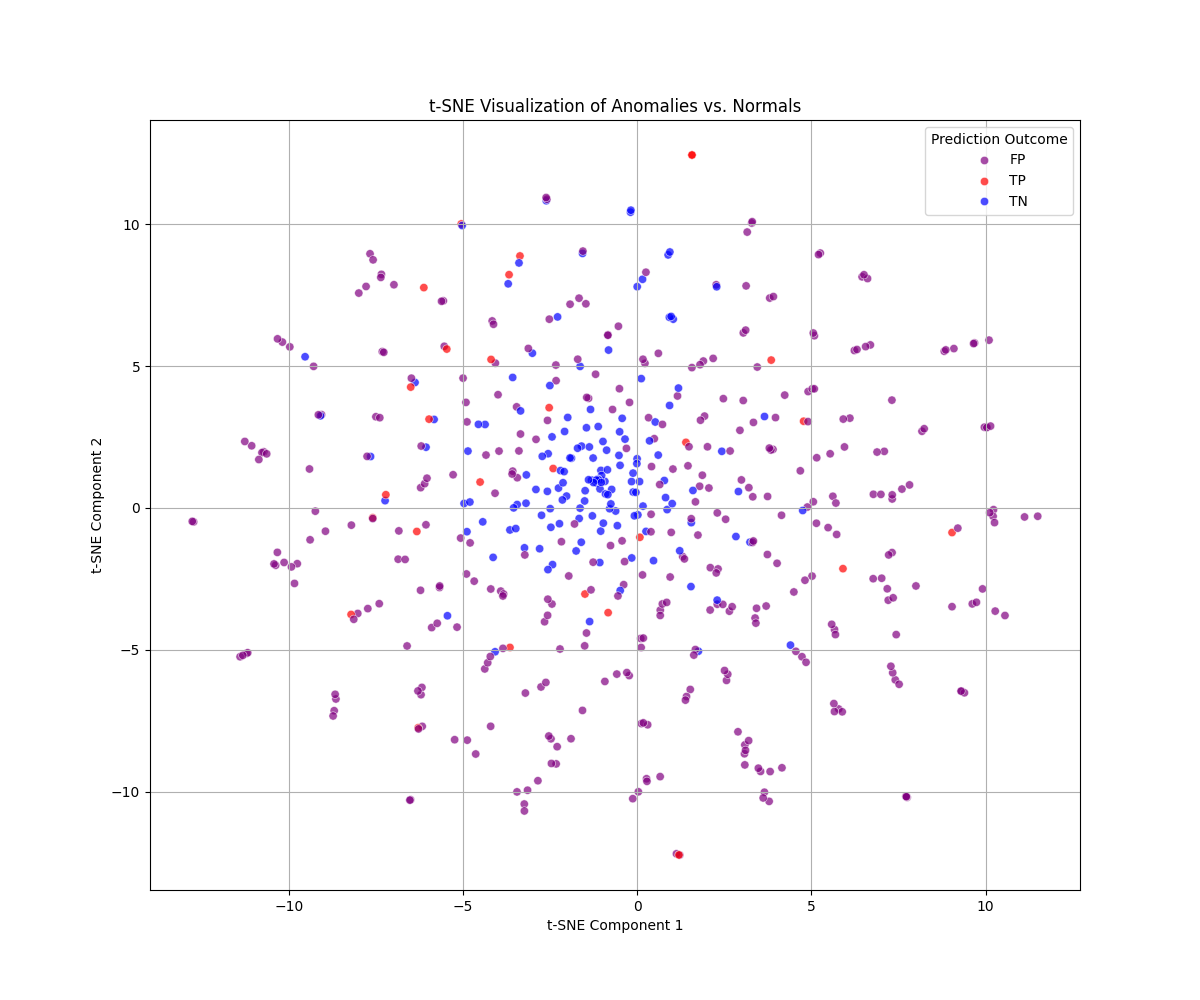 t-SNE Visualization of Anomalies vs. Normals
Prediction Outcome
FP
TP
TN
10
5
0
−5
−10
t-SNE Component 2
−10
−5
0
5
10
t-SNE Component 1